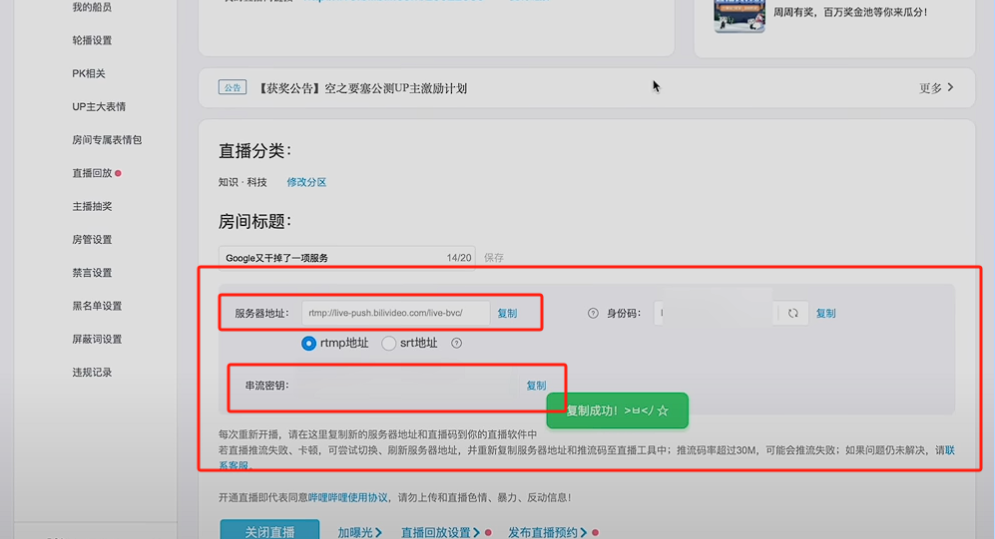 我的船员
周周有奖，百万奖金池等你来瓜分！
轮播设置
PK相关
公告 【获奖公告】空之要塞公测UP主激励计划 更多 >
UP主大表情
房间专属表情包
直播回放
主播抽奖
房管设置
禁言设置
黑名单设置
屏蔽词设置
违规记录
直播分类：
知识 · 科技 修改分区
房间标题：
Google又干掉了一项服务 14/20 保存
服务器地址： rtmp://live-push.bilivideo.com/live-bvc/ 复制 ? 身份码： 复制
rtmp地址 srt地址 ?
串流密钥： 复制
复制成功！>ㅂ</ ☆
每次重新开播，请在这里复制新的服务器地址和直播码到你的直播软件中
若直播推流失败、卡顿，可尝试切换、刷新服务器地址，并重新复制服务器地址和推流码至直播工具中；推流码率超过30M，可能会推流失败；如果问题仍未解决，请联
系客服。
开通直播即代表同意哔哩哔哩使用协议，请勿上传和直播色情、暴力、反动信息！
关闭直播 加曝光 > 直播回放设置 > 发布直播预约 >